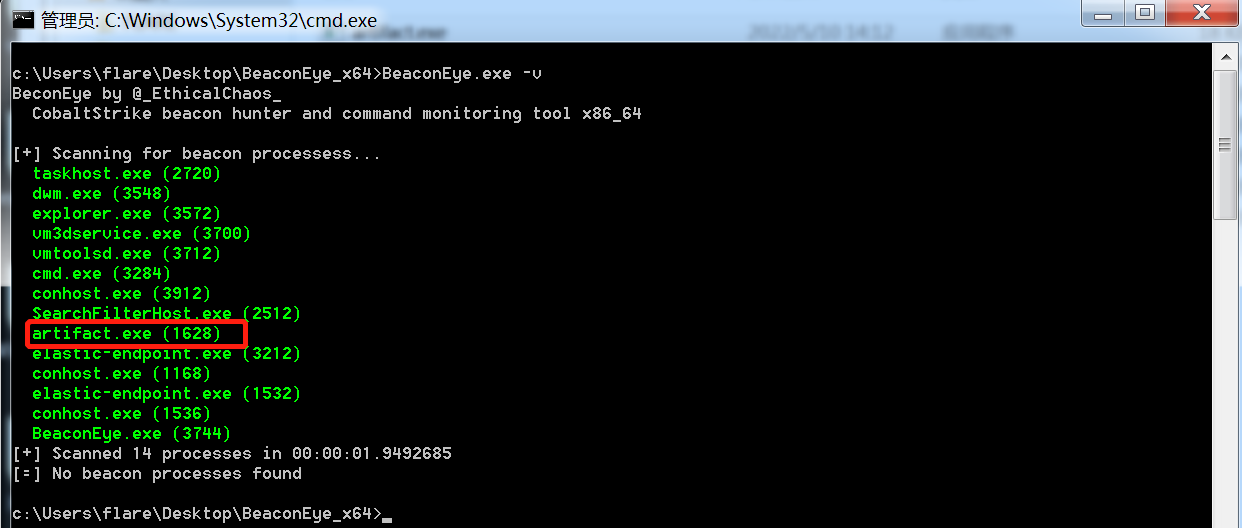 管理员: C:\Windows\System32\cmd.exe
c:\Users\flare\Desktop\BeaconEye_x64>BeaconEye.exe -v
BeconEye by @_EthicalChaos_
CobaltStrike beacon hunter and command monitoring tool x86_64
[+] Scanning for beacon processess...
taskhost.exe (2720)
dwm.exe (3548)
explorer.exe (3572)
vm3dservice.exe (3700)
vmtoolsd.exe (3712)
cmd.exe (3284)
conhost.exe (3912)
SearchFilterHost.exe (2512)
artifact.exe (1628)
elastic-endpoint.exe (3212)
conhost.exe (1168)
elastic-endpoint.exe (1532)
conhost.exe (1536)
BeaconEye.exe (3744)
[+] Scanned 14 processes in 00:00:01.9492685
[=] No beacon processes found
c:\Users\flare\Desktop\BeaconEye_x64>